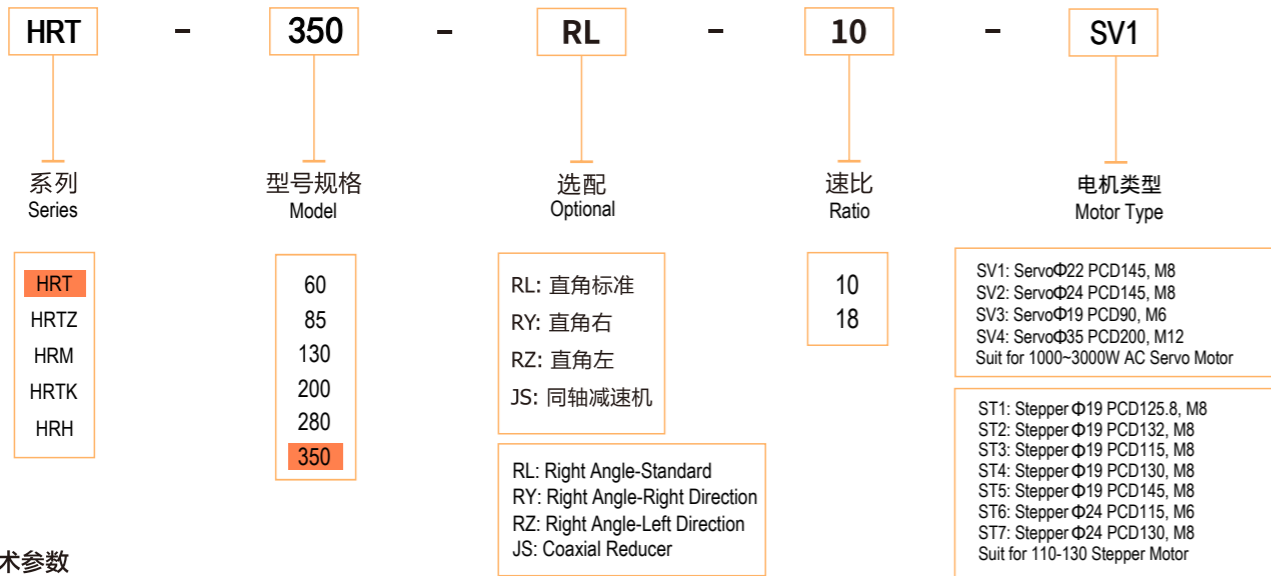 HRT - 350 - RL - 10 - SV1
系列
Series
型号规格
Model
选配
Optional
速比
Ratio
电机类型
Motor Type
HRT
HRTZ
HRM
HRTK
HRH
60
85
130
200
280
350
RL: 直角标准
RY: 直角右
RZ: 直角左
JS: 同轴减速机
RL: Right Angle-Standard
RY: Right Angle-Right Direction
RZ: Right Angle-Left Direction
JS: Coaxial Reducer
10
18
SV1: ServoΦ22 PCD145, M8
SV2: ServoΦ24 PCD145, M8
SV3: ServoΦ19 PCD90, M6
SV4: ServoΦ35 PCD200, M12
Suit for 1000~3000W AC Servo Motor
ST1: Stepper Φ19 PCD125.8, M8
ST2: Stepper Φ19 PCD132, M8
ST3: Stepper Φ19 PCD115, M8
ST4: Stepper Φ19 PCD130, M8
ST5: Stepper Φ19 PCD145, M8
ST6: Stepper Φ24 PCD115, M6
ST7: Stepper Φ24 PCD130, M8
Suit for 110-130 Stepper Motor
术参数